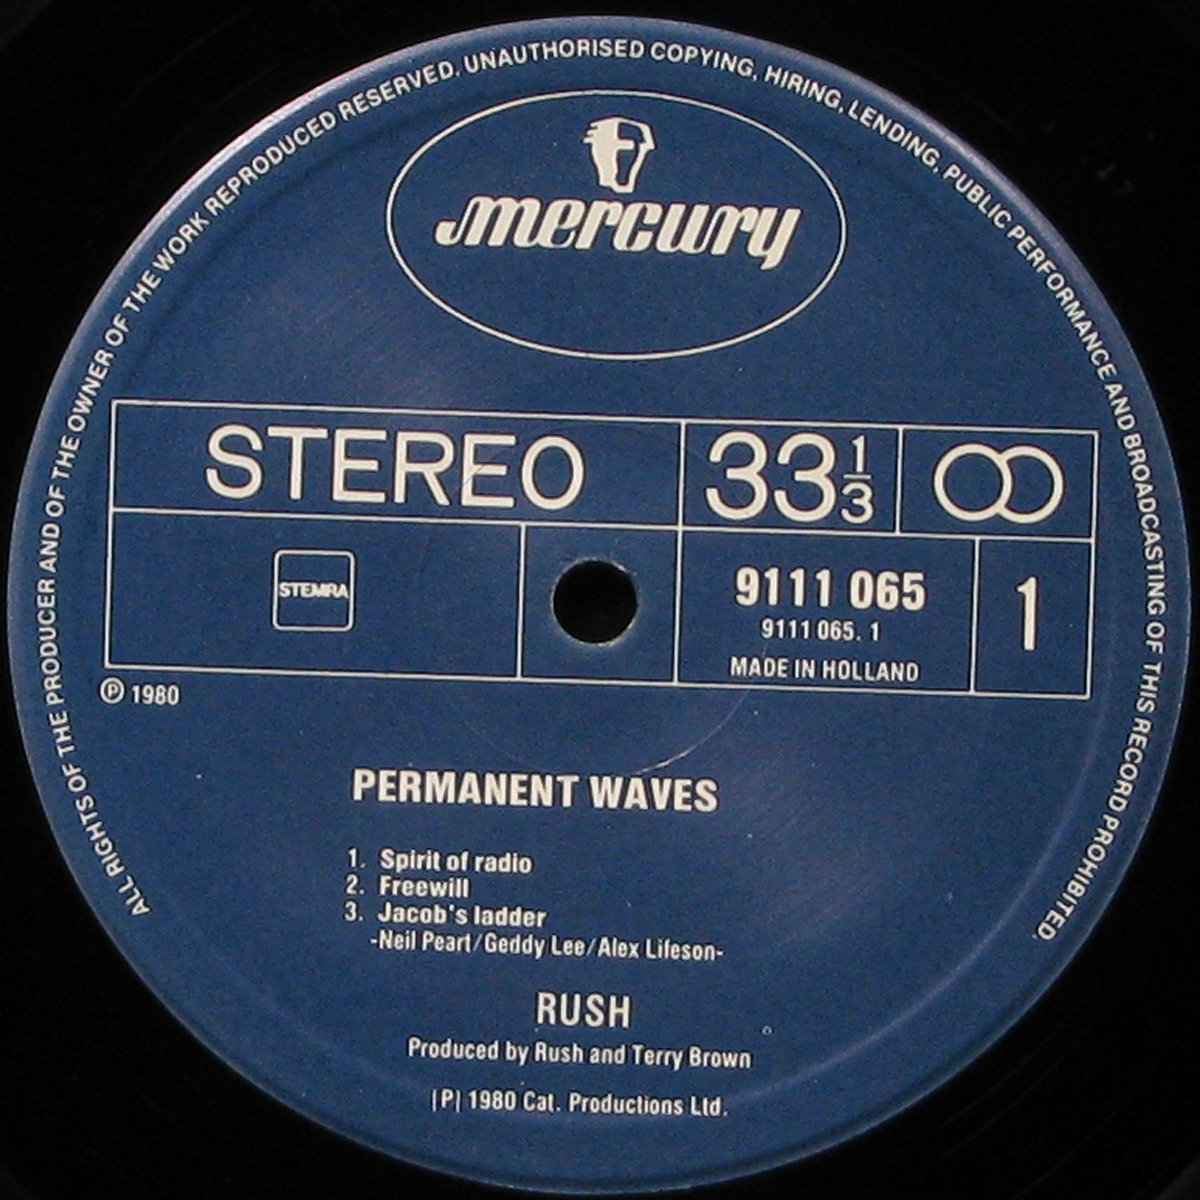 ALL RIGHTS OF THE PRODUCER AND OF THE OWNER OF THE WORK REPRODUCED RESERVED. UNAUTHORISED COPYING, HIRING, LENDING, PUBLIC PERFORMANCE AND BROADCASTING OF THIS RECORD PROHIBITED.
mercury
STEREO
33 1/3
STEMRA
9111 065
9111 065. 1
MADE IN HOLLAND
1
℗ 1980
PERMANENT WAVES
1. Spirit of radio
2. Freewill
3. Jacob's ladder
-Neil Peart/Geddy Lee/Alex Lifeson-
RUSH
Produced by Rush and Terry Brown
|P| 1980 Cat. Productions Ltd.